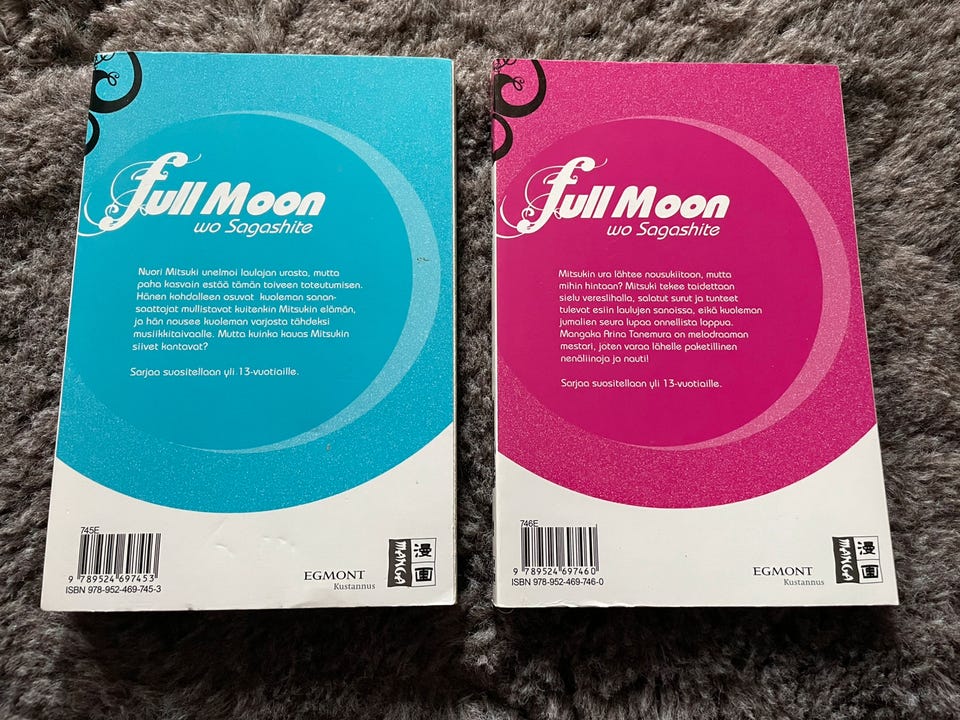 full Moon
wo Sagashite
Nuori Mitsuki unelmoi laulajan urasta, mutta
paha kasvain estää tämän toiveen toteutumisen.
Hänen kohdalleen osuvat kuoleman sanan-
saattajat mullistavat kuitenkin Mitsukin elämän,
ja hän nousee kuoleman varjosta tähdeksi
musiikkitaivaalle. Mutta kuinka kauas Mitsukin
siivet kantavat?
Sarjaa suositellaan yli 13-vuotiaille.
745E
9 789524 697453
ISBN 978-952-469-745-3
EGMONT
Kustannus
MANGA
漫画
full Moon
wo Sagashite
Mitsukin ura lähtee nousukiitoon, mutta
mihin hintaan? Mitsuki tekee taidettaan
sielu vereslihalla, salatut surut ja tunteet
tulevat esiin laulujen sanoissa, eikä kuoleman
jumalien seura lupaa onnellista loppua.
Mangaka Arina Tanemura on melodraaman
mestari, joten varaa lähelle paketillinen
nenäliinoja ja nauti!
Sarjaa suositellaan yli 13-vuotiaille.
746E
9 789524 697460
ISBN 978-952-469-746-0
EGMONT
Kustannus
MANGA
漫画